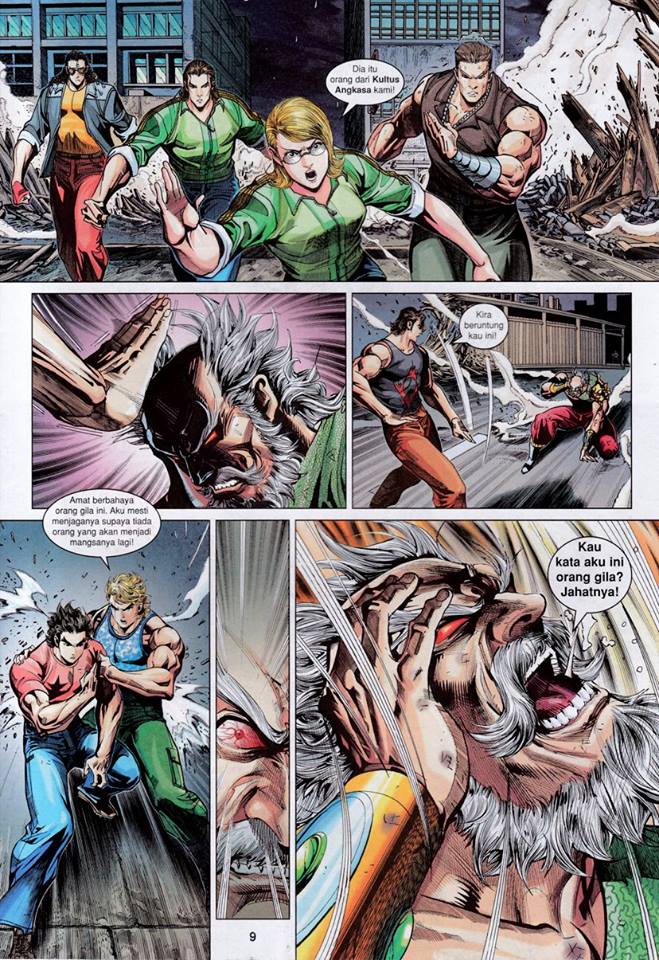 Dia itu
orang dari Kultus
Angkasa kami!
Kira
beruntung
kau ini!
Amat berbahaya
orang gila ini. Aku mesti
menjaganya supaya tiada
orang yang akan menjadi
mangsanya lagi!
Kau
kata aku ini
orang gila?
Jahatnya!
9